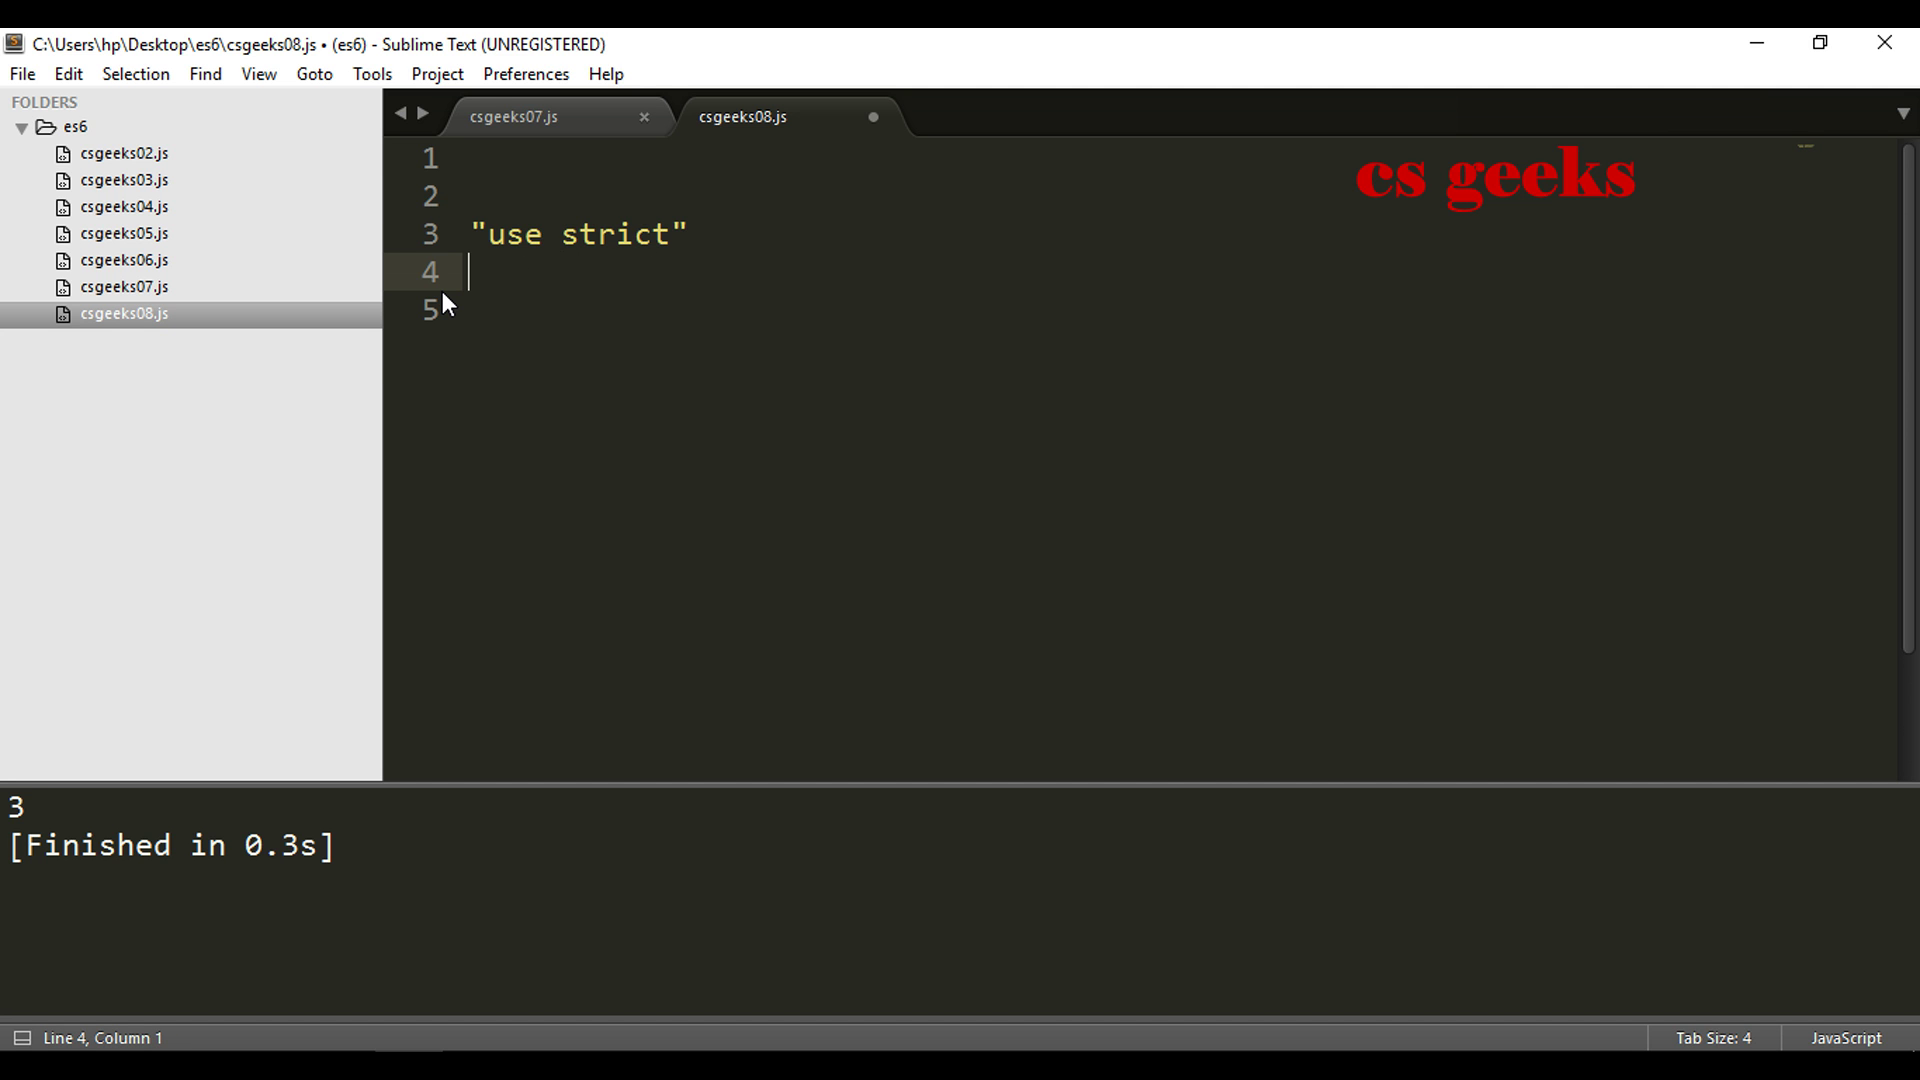 C:\Users\hp\Desktop\es6\csgeeks08.js • (es6) - Sublime Text (UNREGISTERED)
File Edit Selection Find View Goto Tools Project Preferences Help
FOLDERS
es6
csgeeks02.js
csgeeks03.js
csgeeks04.js
csgeeks05.js
csgeeks06.js
csgeeks07.js
csgeeks08.js
csgeeks07.js csgeeks08.js
cs geeks
1
2
3 "use strict"
4
5
3
[Finished in 0.3s]
Line 4, Column 1 Tab Size: 4 JavaScript